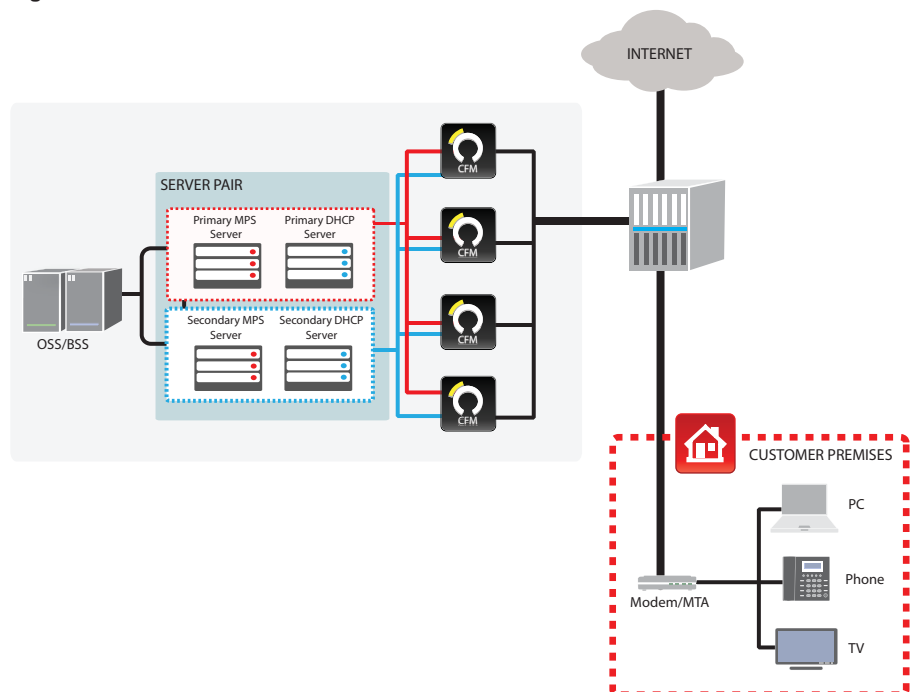 INTERNET
SERVER PAIR
Primary MPS
Server
Primary DHCP
Server
Secondary MPS
Server
Secondary DHCP
Server
OSS/BSS
CFM
CFM
CFM
CFM
CUSTOMER PREMISES
PC
Phone
TV
Modem/MTA